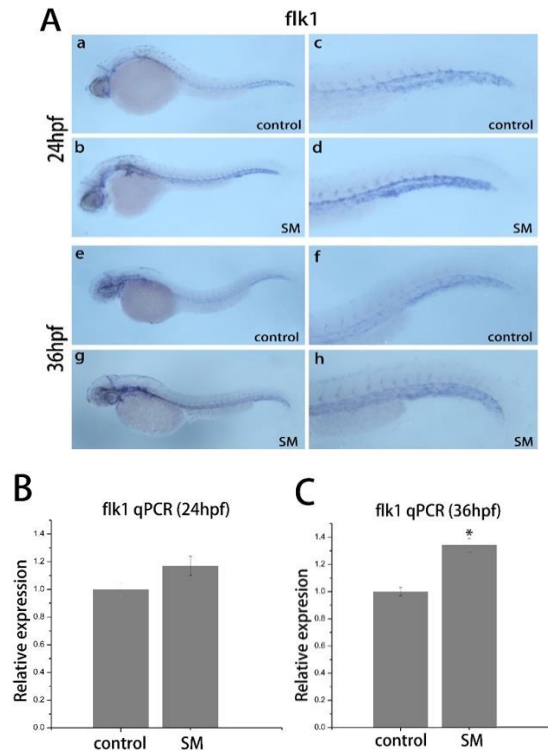 A
flk1
a
c
control
control
24hpf
b
d
SM
SM
e
f
control
control
36hpf
g
h
SM
SM
B
flk1 qPCR (24hpf)
Relative expression
1.4
1.2
1.0
0.8
0.6
0.4
0.2
0.0
control SM
C
flk1 qPCR (36hpf)
Relative expresion
*
1.4
1.2
1.0
0.8
0.6
0.4
0.2
0.0
control SM